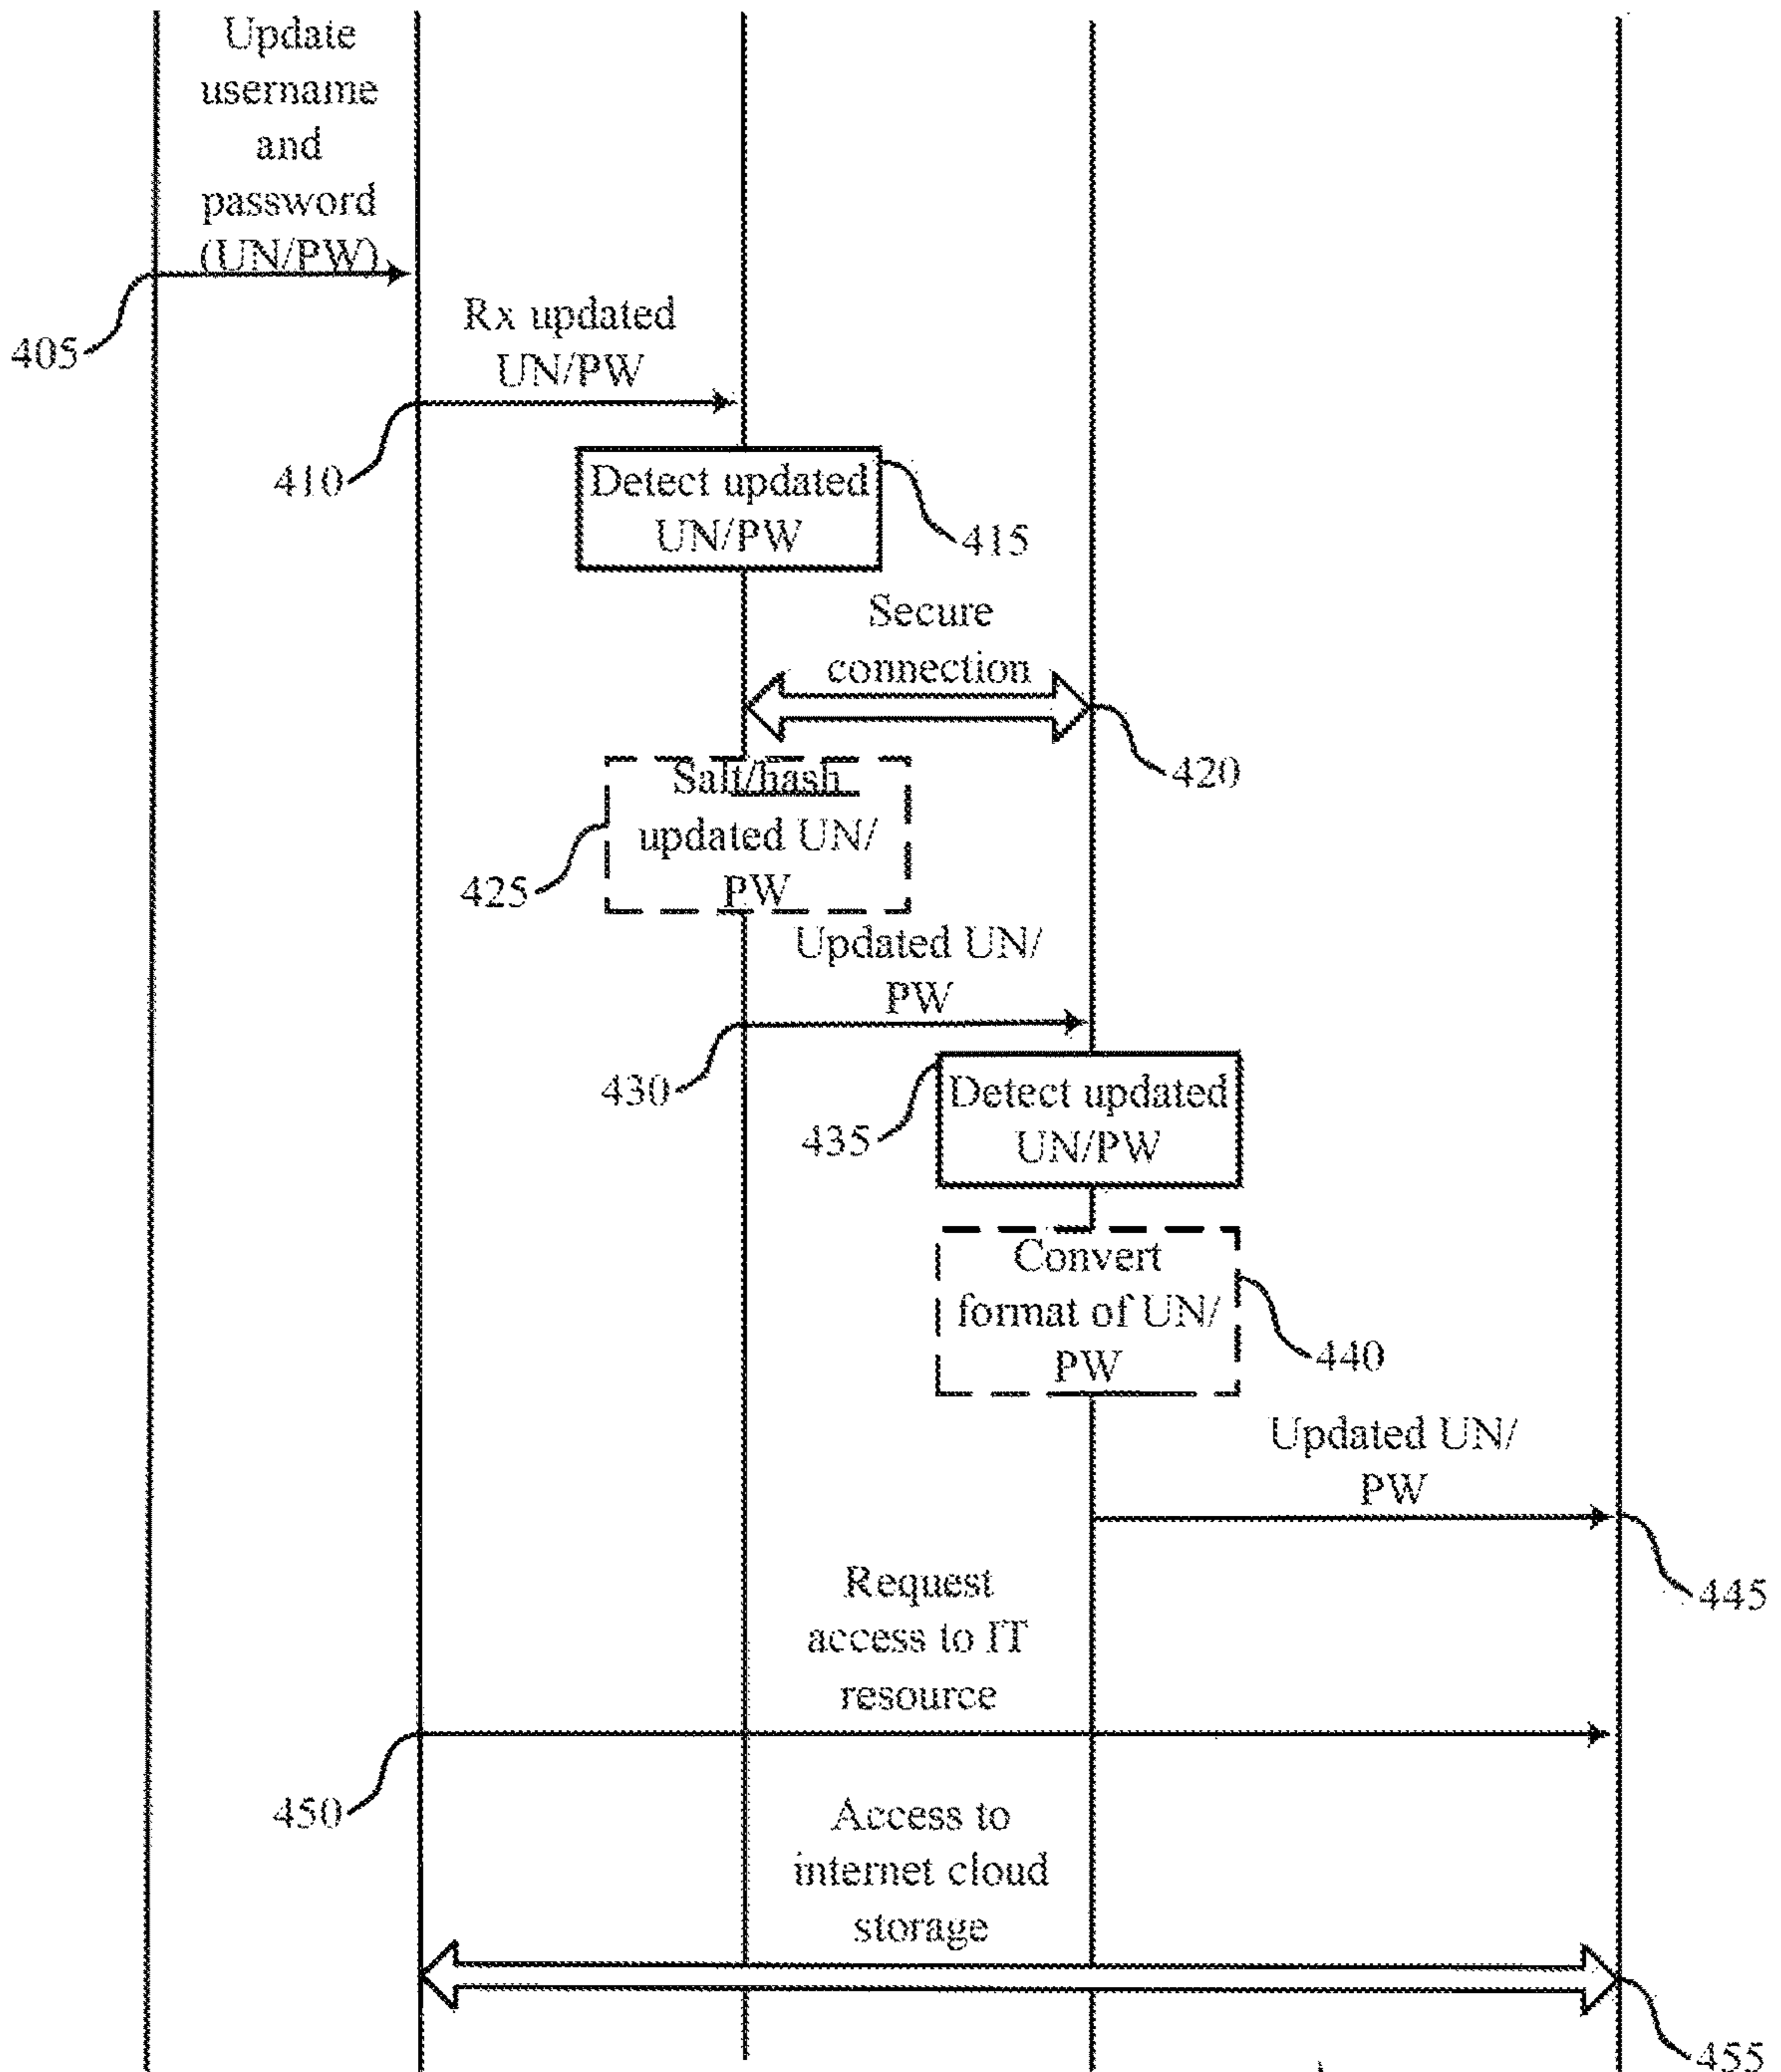 Update
username
and
password
(UN/PW)
405
Rx updated
UN/PW
410
Detect updated
UN/PW
415
Secure
connection
420
Salt/hash
updated UN/
PW
425
Updated UN/
PW
430
Detect updated
UN/PW
435
Convert
format of UN/
PW
440
Updated UN/
PW
445
Request
access to IT
resource
450
Access to
internet cloud
storage
455